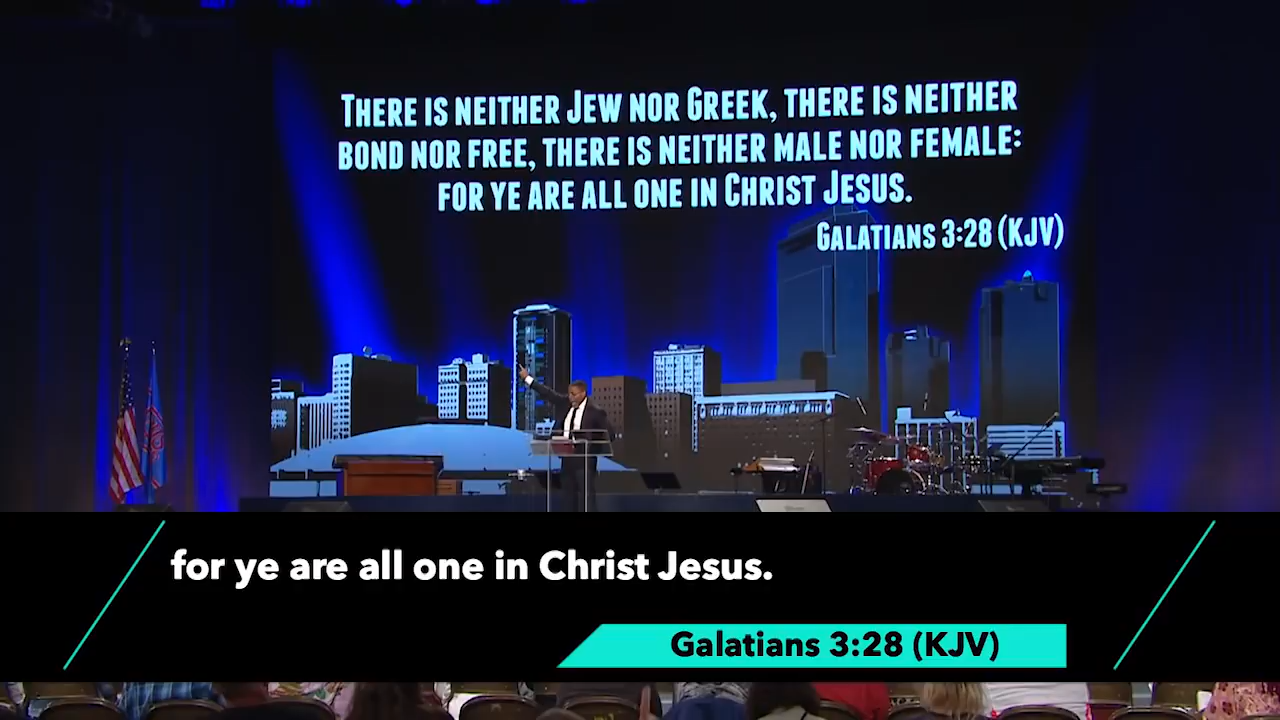 THERE IS NEITHER JEW NOR GREEK, THERE IS NEITHER
BOND NOR FREE, THERE IS NEITHER MALE NOR FEMALE:
FOR YE ARE ALL ONE IN CHRIST JESUS.
GALATIANS 3:28 (KJV)
for ye are all one in Christ Jesus.
Galatians 3:28 (KJV)